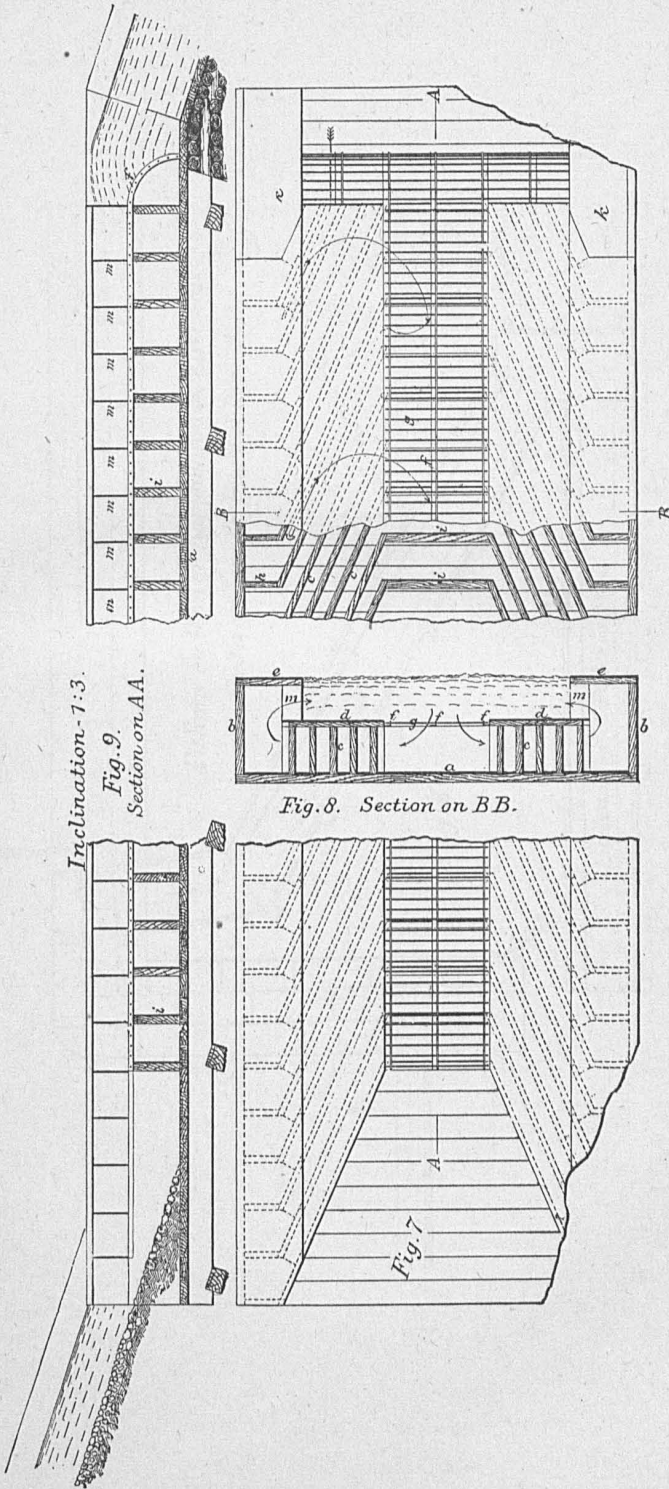 Inclination - 1:3.
Fig. 9.
Section on AA.
f
m
m
m
m
m
m
m
m
i
a
i
A
k
k
g
f
B
B
h
c
c
i
i
e
e
b
b
m
m
d
d
f
g
f
f
c
c
a
Fig. 8. Section on BB.
A
Fig. 7